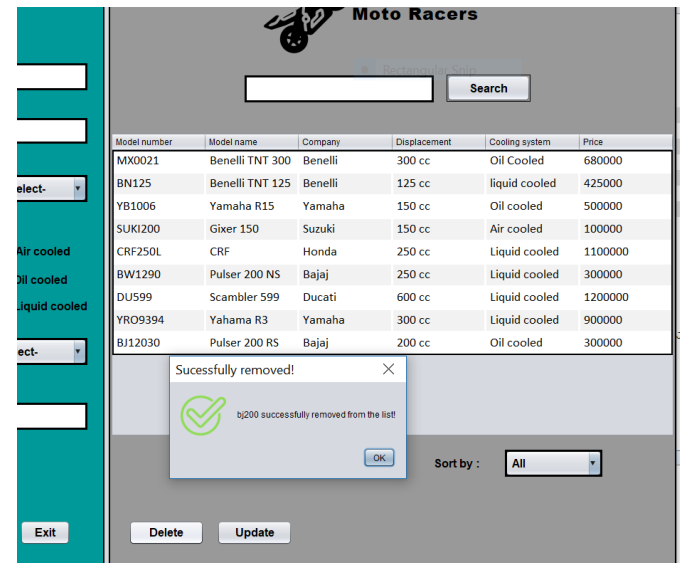 Moto Racers
Rectangular Snip
Search
Model number Model name Company Displacement Cooling system Price
MX0021 Benelli TNT 300 Benelli 300 cc Oil Cooled 680000
BN125 Benelli TNT 125 Benelli 125 cc liquid cooled 425000
elect-
YB1006 Yamaha R15 Yamaha 150 cc Oil cooled 500000
SUKI200 Gixer 150 Suzuki 150 cc Air cooled 100000
Air cooled
CRF250L CRF Honda 250 cc Liquid cooled 1100000
Oil cooled
BW1290 Pulser 200 NS Bajaj 250 cc Liquid cooled 300000
Liquid cooled
DU599 Scambler 599 Ducati 600 cc Liquid cooled 1200000
YRO9394 Yahama R3 Yamaha 300 cc Liquid cooled 900000
BJ12030 Pulser 200 RS Bajaj 200 cc Oil cooled 300000
ect-
Sucessfully removed!
bj200 successfully removed from the list!
OK
Sort by : All
Exit
Delete Update